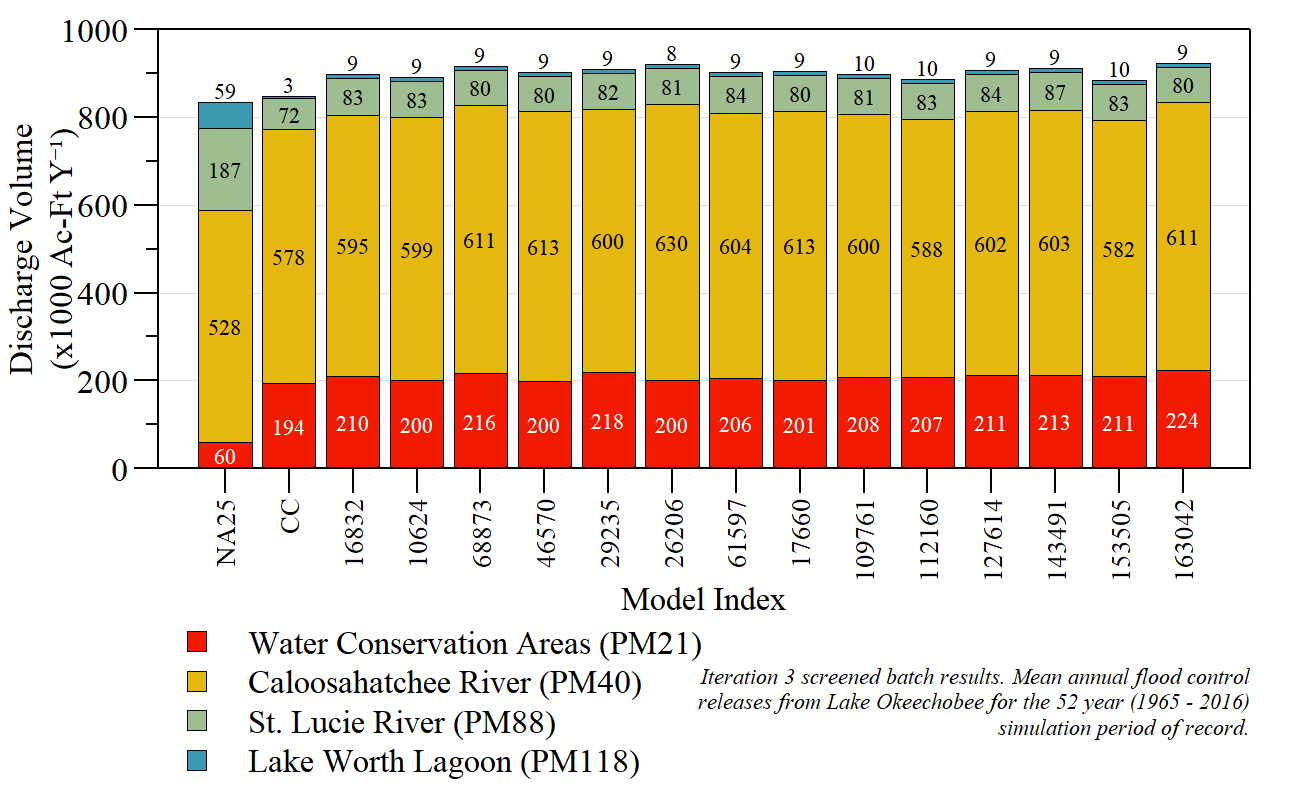 Discharge Volume
(x1000 Ac-Ft Y⁻¹)
1000
800
600
400
200
0
59 3 9 9 9 9 9 8 9 9 10 10 9 9 10 9
187 72 83 83 80 80 82 81 84 80 81 83 84 87 83 80
528 578 595 599 611 613 600 630 604 613 600 588 602 603 582 611
60 194 210 200 216 200 218 200 206 201 208 207 211 213 211 224
NA25 CC 16832 10624 68873 46570 29235 26206 61597 17660 109761 112160 127614 143491 153505 163042
Model Index
Water Conservation Areas (PM21)
Caloosahatchee River (PM40)
St. Lucie River (PM88)
Lake Worth Lagoon (PM118)
Iteration 3 screened batch results. Mean annual flood control
releases from Lake Okeechobee for the 52 year (1965 - 2016)
simulation period of record.